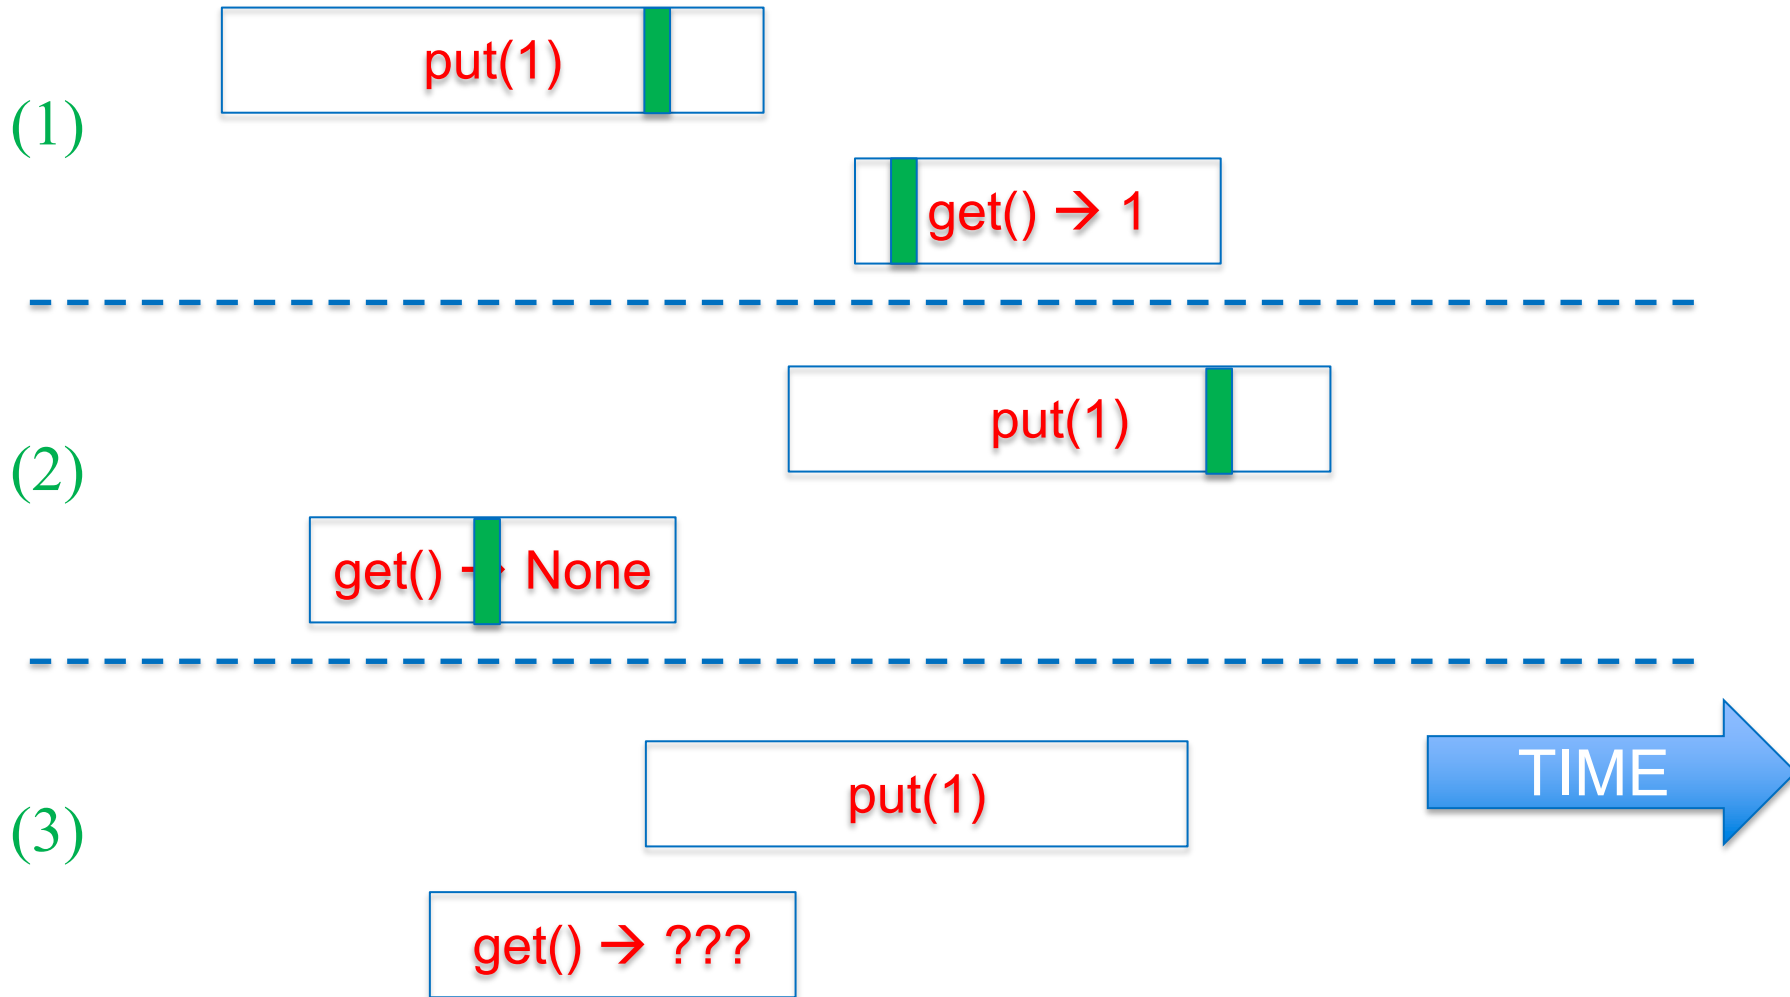 put(1)
(1)
get() → 1
put(1)
(2)
get() → None
put(1)
TIME
(3)
get() → ???